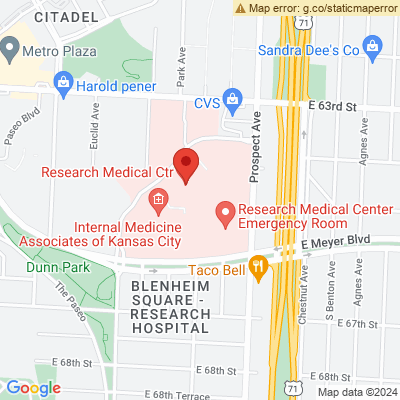 Map error: g.co/staticmaperror
CITADEL
71
Metro Plaza
Sandra Dee's Co
Park Ave
Harold pener
CVS
E 63rd St
Paseo Blvd
Euclid Ave
Prospect Ave
Agnes Ave
Research Medical Ctr
Internal Medicine
Associates of Kansas City
Research Medical Center
Emergency Room
E Meyer Blvd
Dunn Park
Taco Bell
The Paseo
BLENHEIM
SQUARE -
RESEARCH
HOSPITAL
Chestnut Ave
S Benton Ave
Agnes Ave
E 67th St
E 68th St
E 68th St
71
E 68th Terrace
Google
Map data ©2024